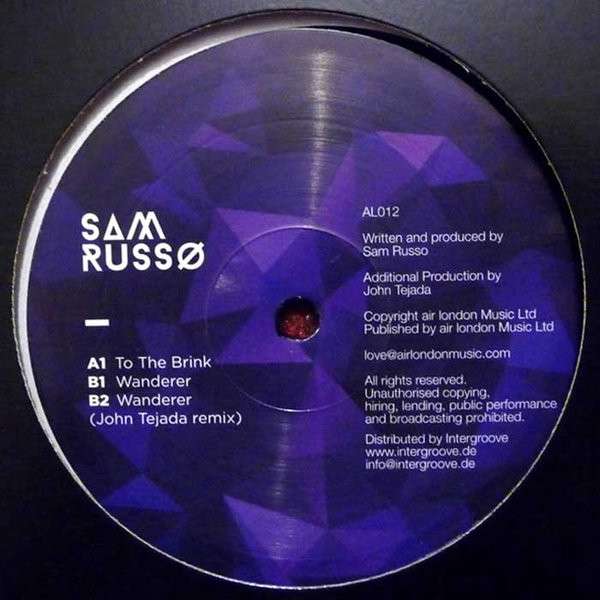 SAM
RUSSØ
A1 To The Brink
B1 Wanderer
B2 Wanderer
(John Tejada remix)
AL012
Written and produced by
Sam Russo
Additional Production by
John Tejada
Copyright air london Music Ltd
Published by air london Music Ltd
love@airlondonmusic.com
All rights reserved.
Unauthorised copying,
hiring, lending, public performance
and broadcasting prohibited.
Distributed by Intergroove
www.intergroove.de
info@intergroove.de